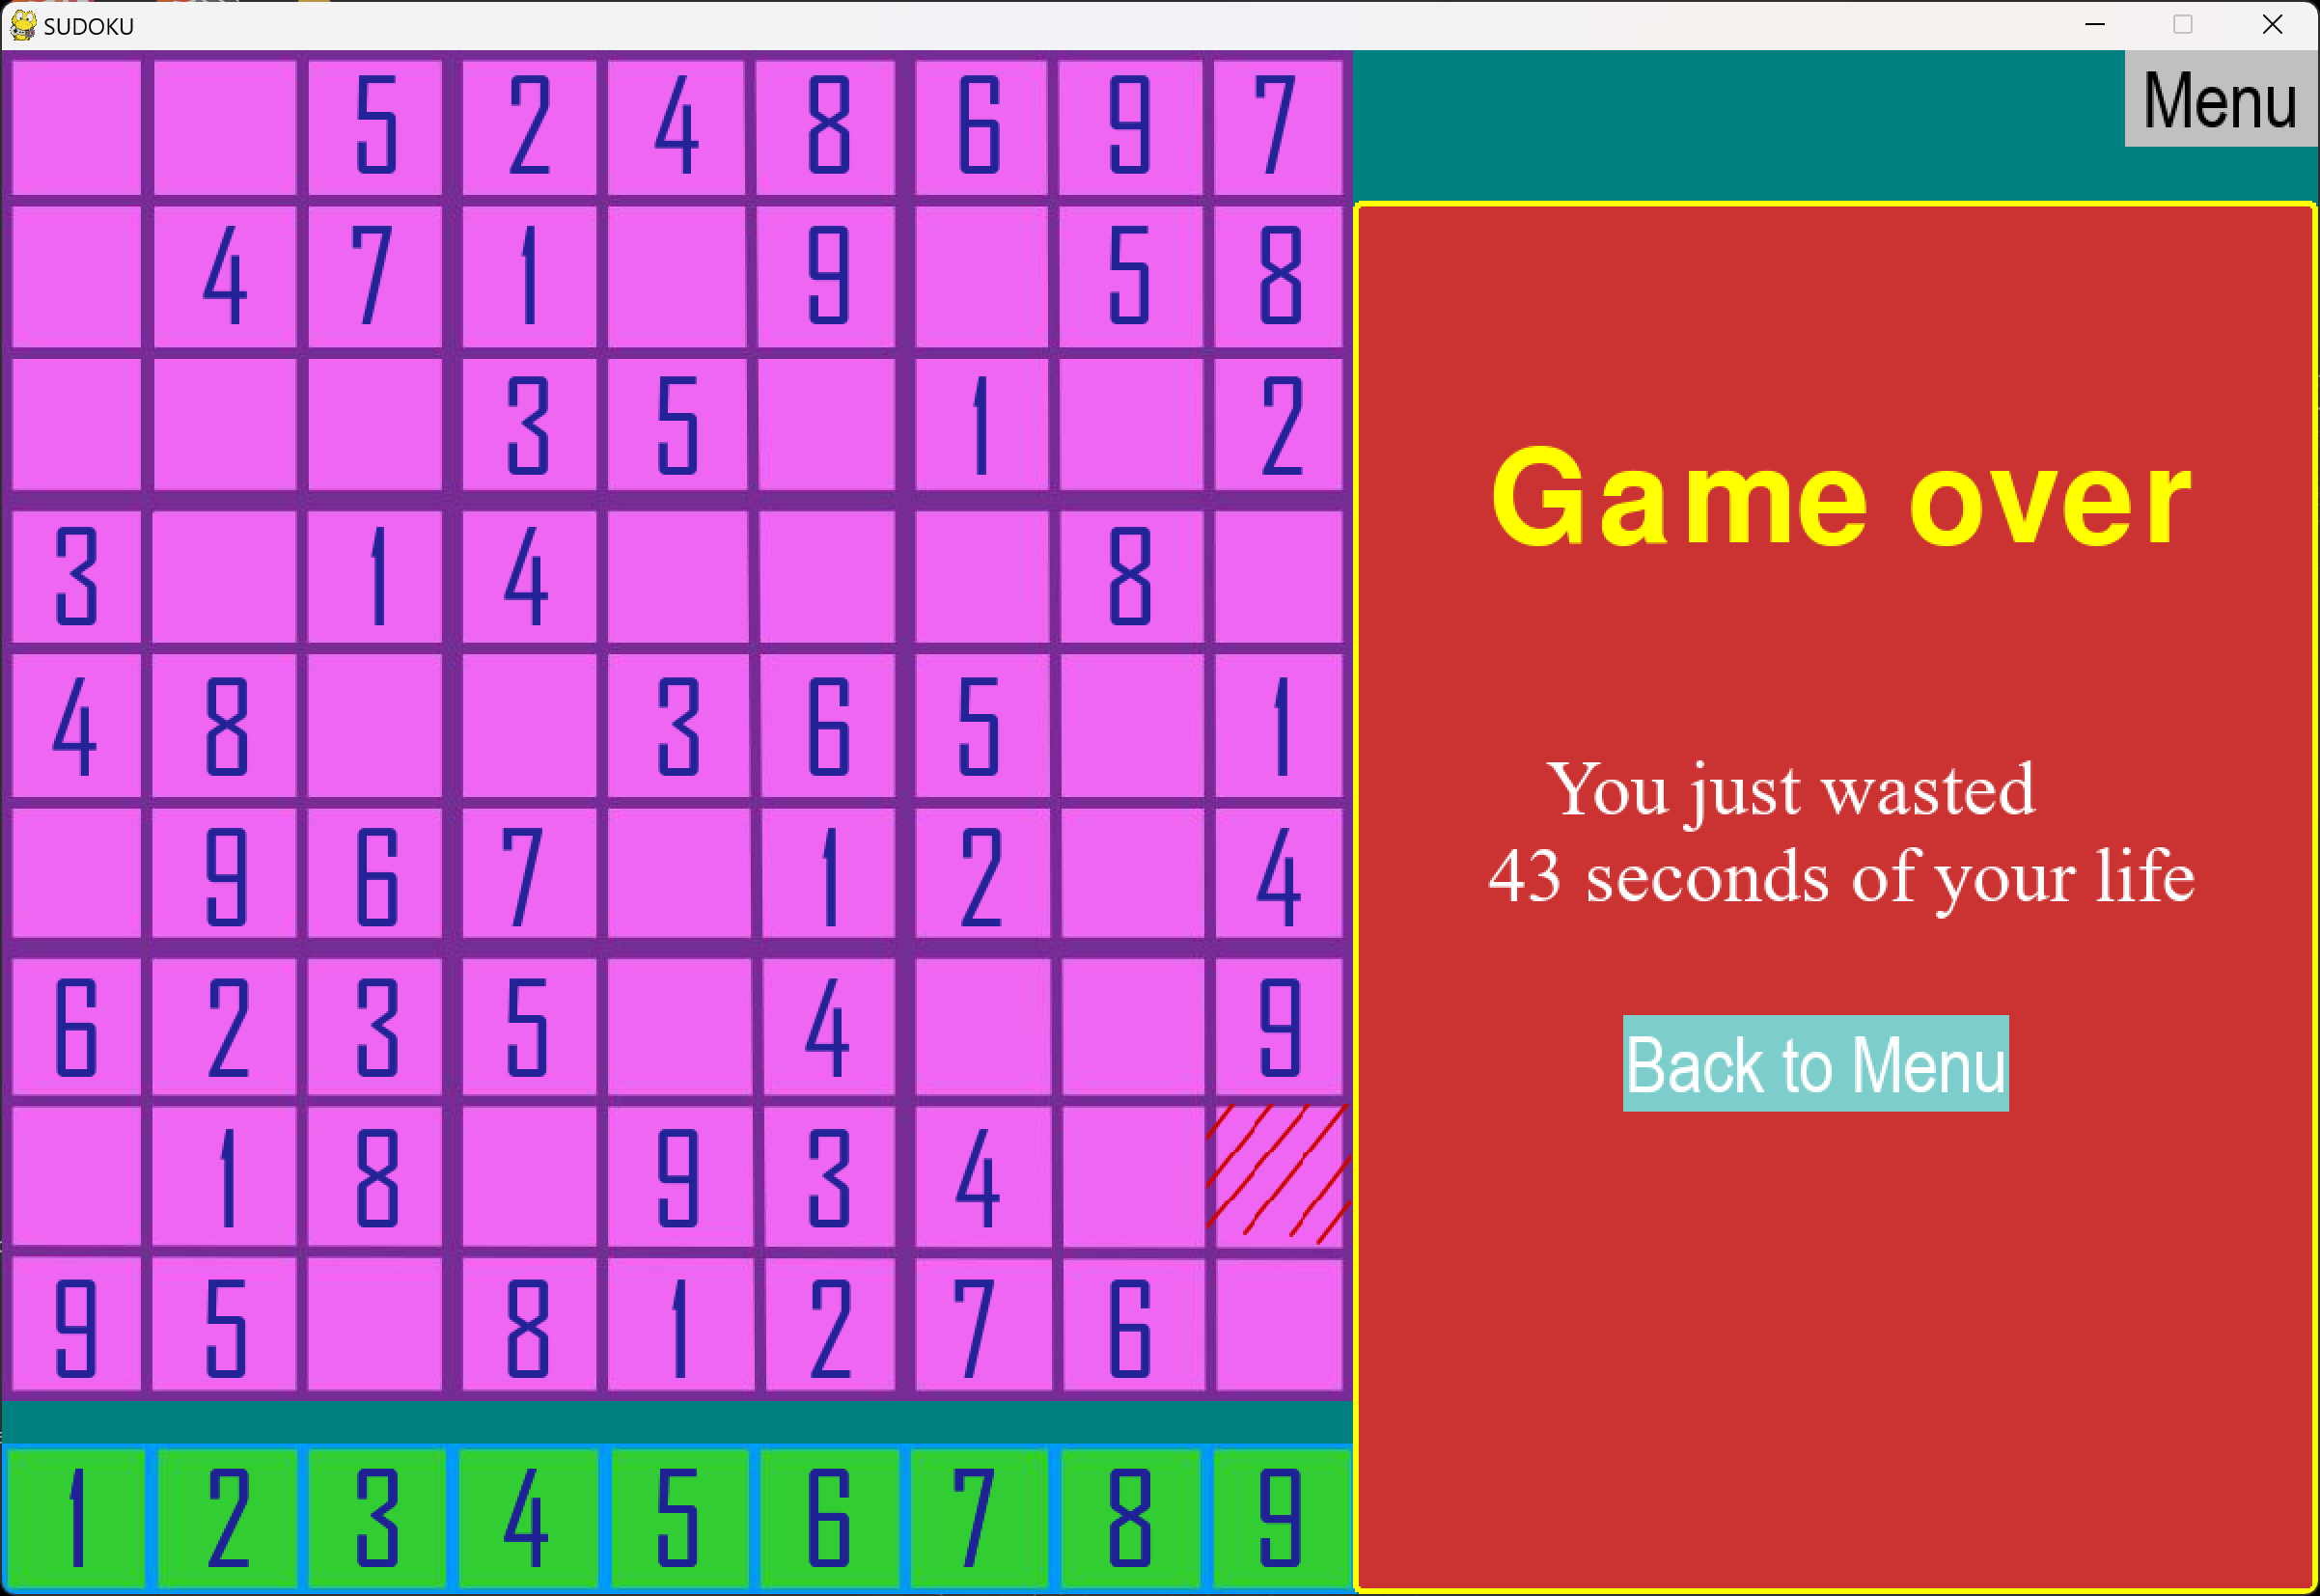 SUDOKU
Menu
5 2 4 8 6 9 7
4 7 1 9 5 8
3 5 1 2
3 1 4 8
4 8 3 6 5 1
9 6 7 1 2 4
6 2 3 5 4 9
1 8 9 3 4
9 5 8 1 2 7 6
1 2 3 4 5 6 7 8 9
Game over
You just wasted
43 seconds of your life
Back to Menu